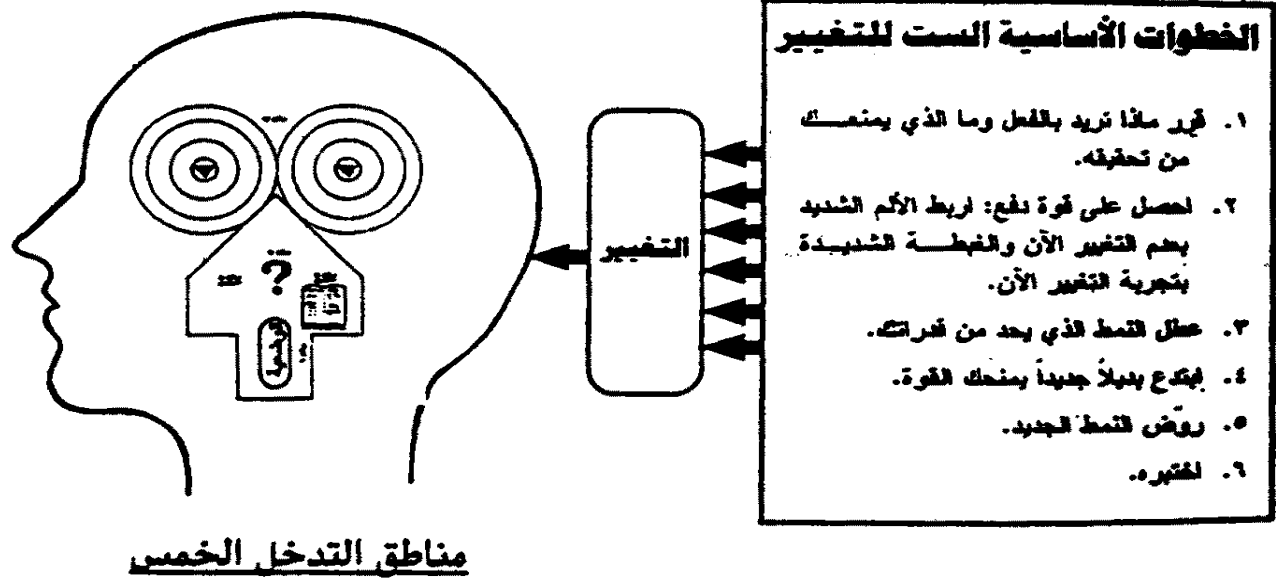 الخطوات الأساسية الست للتغيير
١. قرر ماذا تريد بالفعل وما الذي يمنعك
من تحقيقه.
٢. احصل على قوة دفع: اربط الألم الشديد
بعدم التغيير الآن والغبطة الشديدة
بتجربة التغيير الآن.
٣. عطل النمط الذي يحد من قدراتك.
٤. ابتدع بديلاً جديداً يمنحك القوة.
٥. روّض النمط الجديد.
٦. اختبره.
التغيير
?
الوضعية
مناطق التدخل الخمس